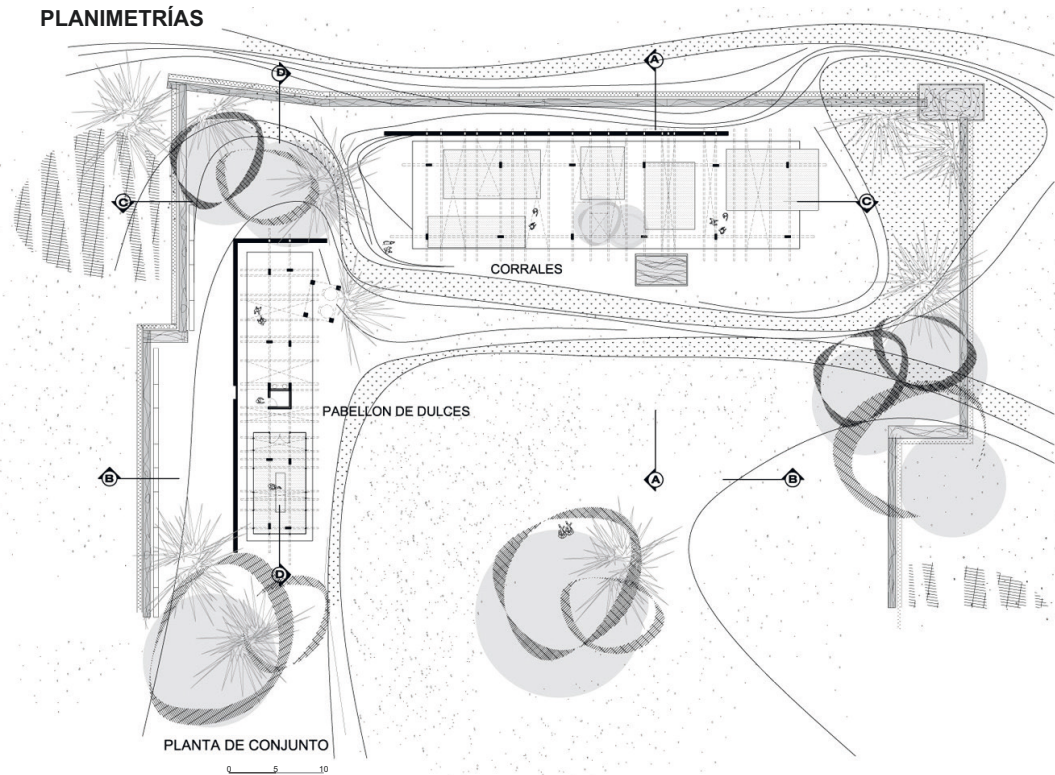 PLANIMETRÍAS
D
A
C
C
CORRALES
PABELLON DE DULCES
B
A
B
D
PLANTA DE CONJUNTO
0 5 10